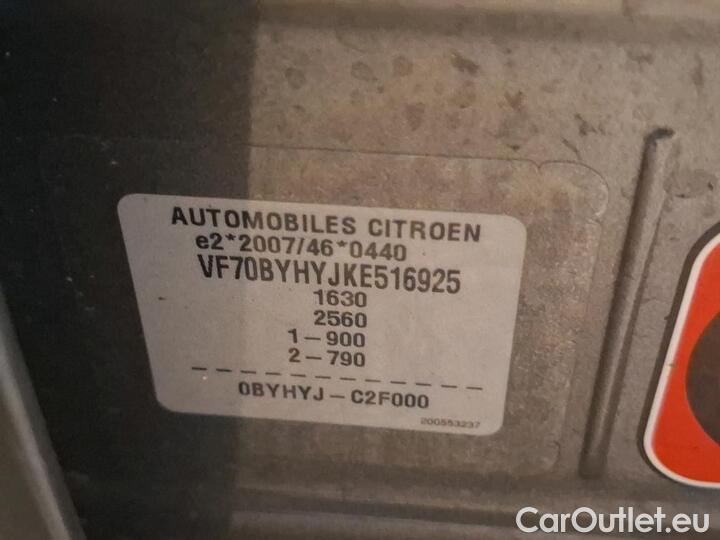 AUTOMOBILES CITROEN
e2*2007/46*0440
VF70BYHYJKE516925
1630
2560
1-900
2-790
0BYHYJ-C2F000
200553237
CarOutlet.eu